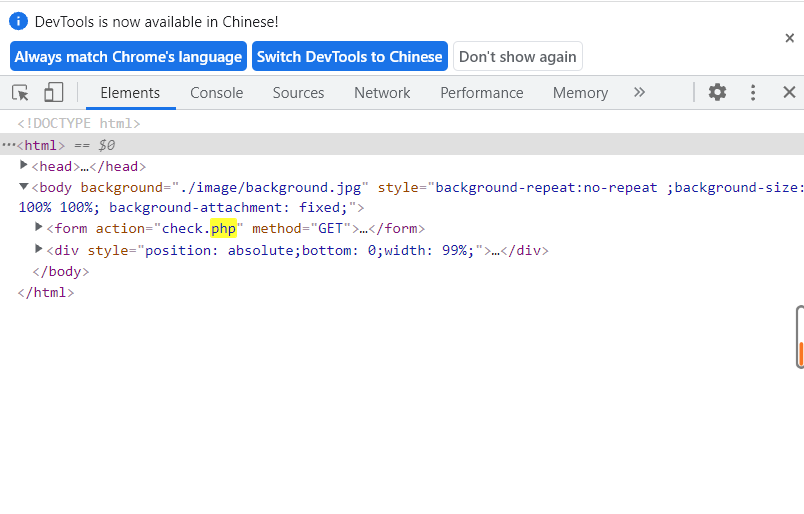 DevTools is now available in Chinese!
Always match Chrome's language Switch DevTools to Chinese Don't show again
Elements Console Sources Network Performance Memory
<!DOCTYPE html>
<html> == $0
<head>…</head>
<body background="./image/background.jpg" style="background-repeat:no-repeat ;background-size:
100% 100%; background-attachment: fixed;">
<form action="check.php" method="GET">…</form>
<div style="position: absolute;bottom: 0;width: 99%;">…</div>
</body>
</html>